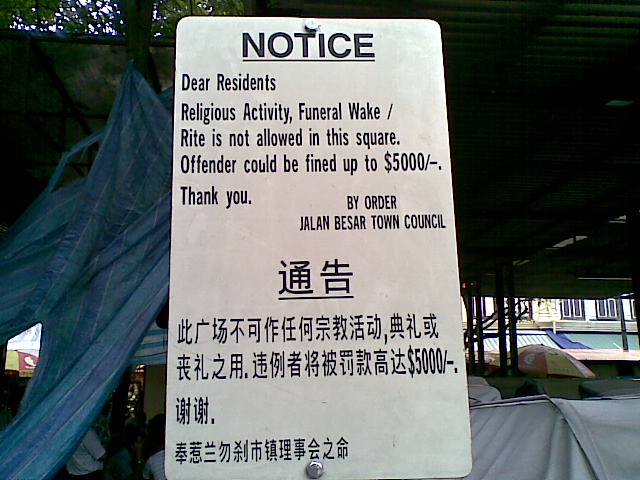 NOTICE
Dear Residents
Religious Activity, Funeral Wake /
Rite is not allowed in this square.
Offender could be fined up to $5000/-.
Thank you.
BY ORDER
JALAN BESAR TOWN COUNCIL
通告
此广场不可作任何宗教活动,典礼或
丧礼之用.违例者将被罚款高达$5000/-.
谢谢.
奉惹兰勿刹市镇理事会之命